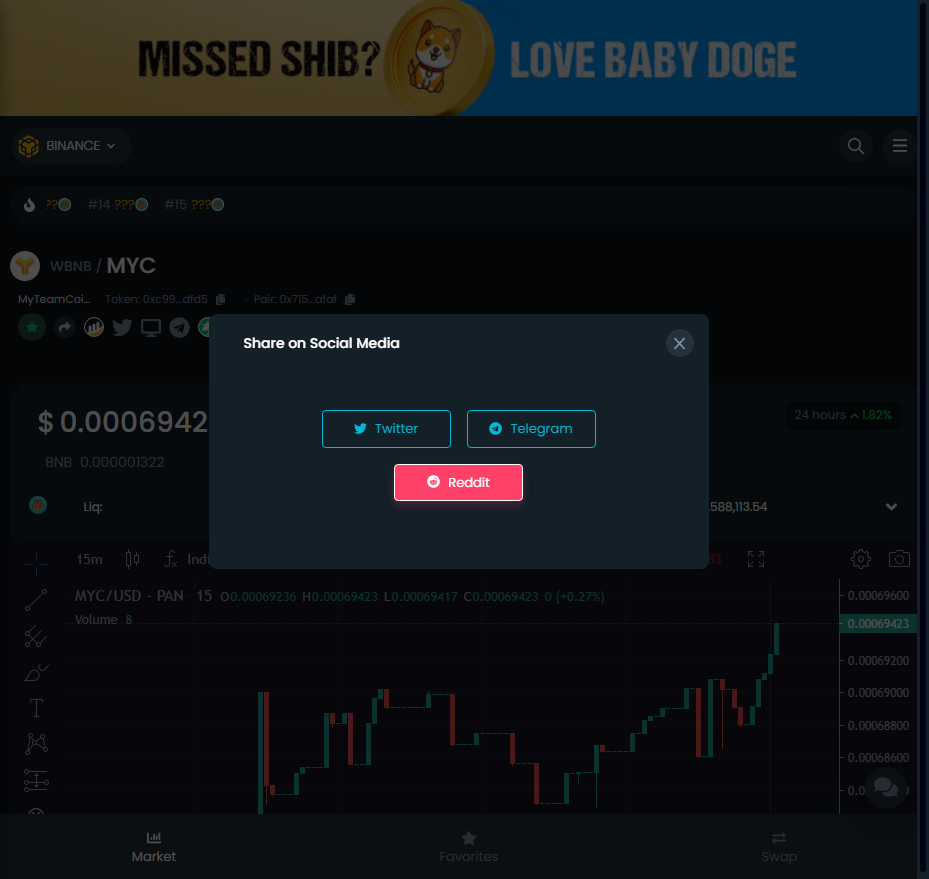 MISSED SHIB? LOVE BABY DOGE
BINANCE
??? #14 ??? #15 ???
WBNB / MYC
MyTeamCoi... Token: 0xc99...dfd5 · Pair: 0x715...afaf
Share on Social Media
$ 0.0006942
24 hours 1.82%
Twitter Telegram
BNB 0.000001322
Reddit
Liq: .588,113.54
15m
MYC/USD - PAN · 15 O0.00069236 H0.00069423 L0.00069417 C0.00069423 0 (+0.27%)
0.00069600
Volume 8
0.00069423
0.00069200
0.00069000
0.00068800
0.00068600
Market Favorites Swap